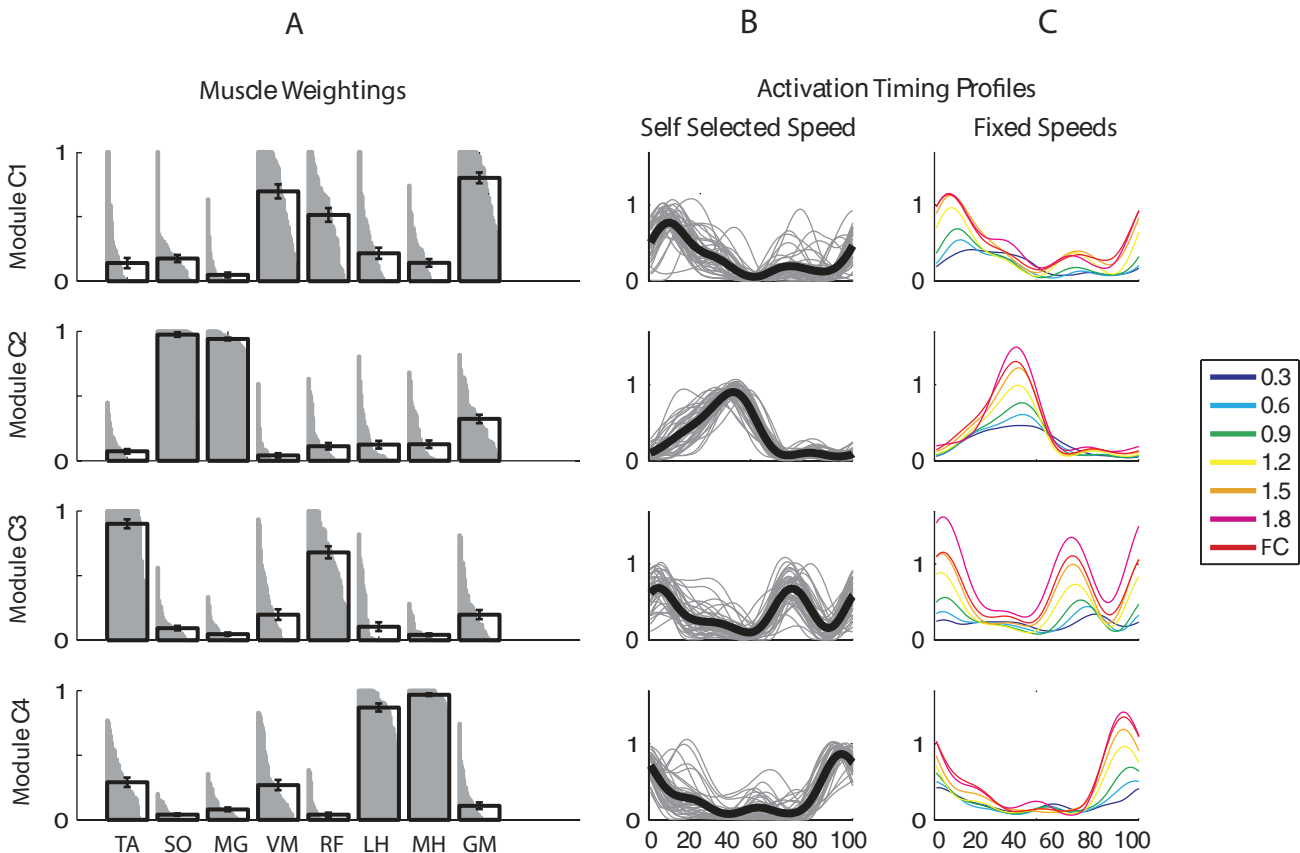 A
B
C
Muscle Weightings
Activation Timing Profiles
Self Selected Speed
Fixed Speeds
Module C1
1
0
1
0
1
0
Module C2
1
0
1
0
1
0
Module C3
1
0
1
0
1
0
Module C4
1
0
1
0
1
0
TA SO MG VM RF LH MH GM
0 20 40 60 80 100
0 20 40 60 80 100
0.3
0.6
0.9
1.2
1.5
1.8
FC